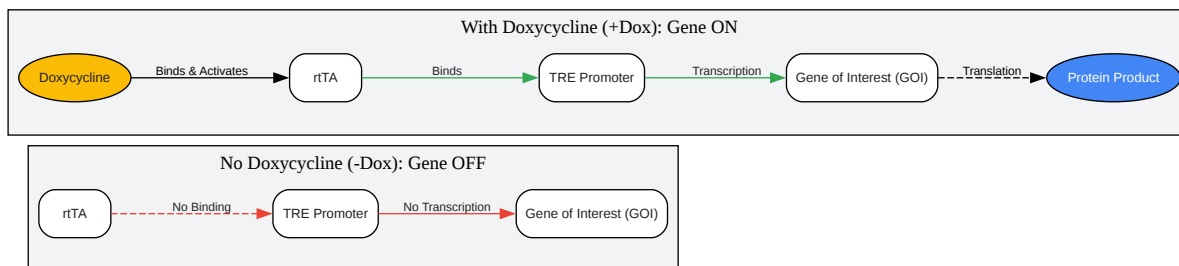 With Doxycycline (+Dox): Gene ON
Doxycycline
Binds & Activates
rtTA
Binds
TRE Promoter
Transcription
Gene of Interest (GOI)
Translation
Protein Product
No Doxycycline (-Dox): Gene OFF
rtTA
No Binding
TRE Promoter
No Transcription
Gene of Interest (GOI)